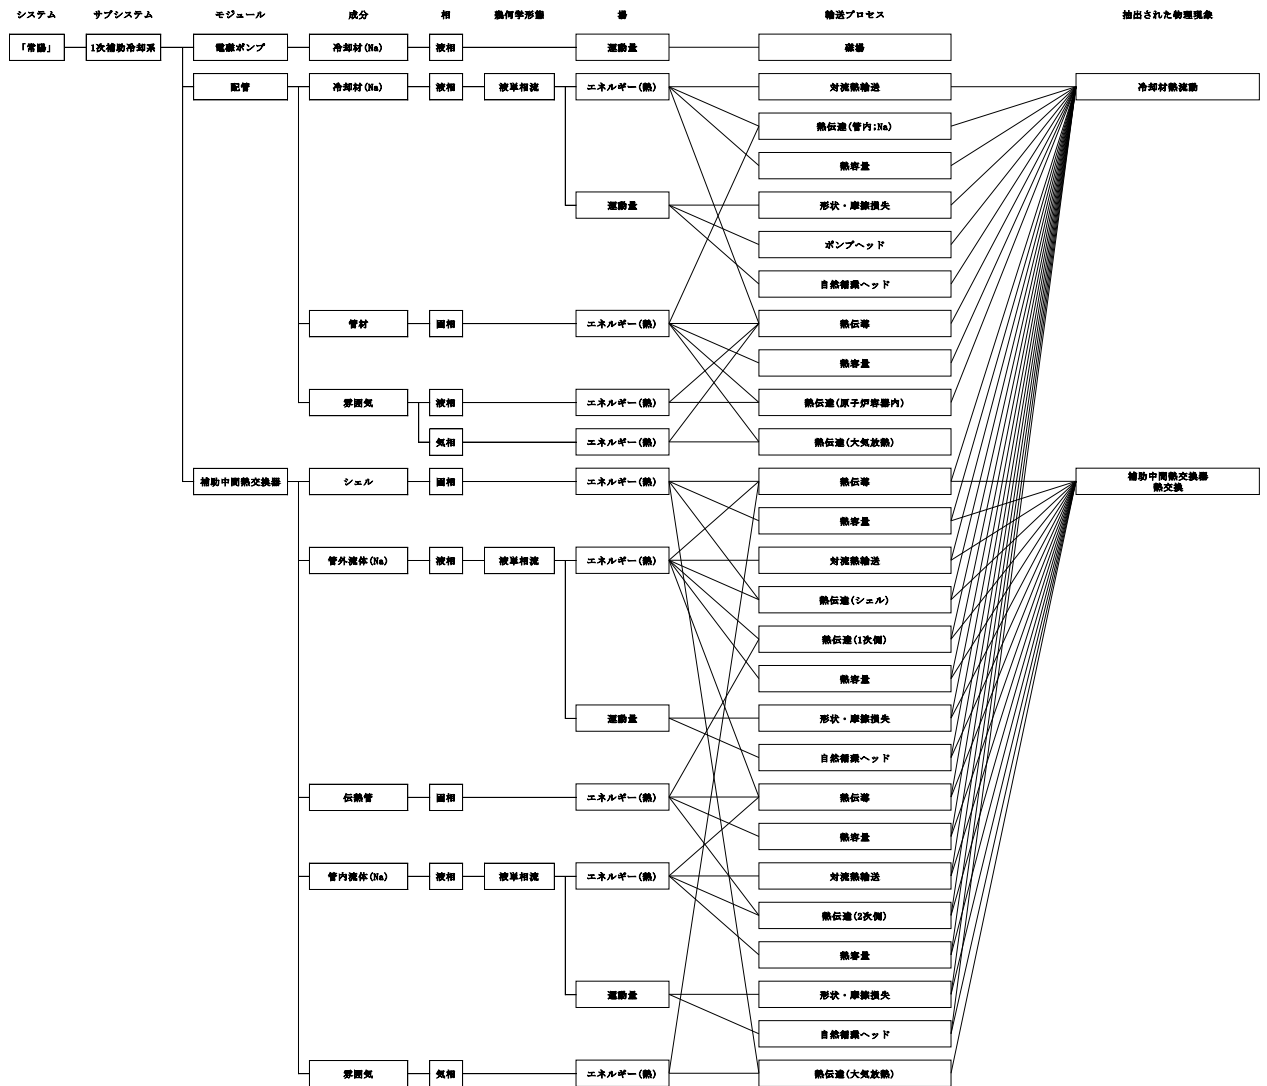 システム サブシステム モジュール 成分 相 幾何学形態 場 輸送プロセス 抽出された物理現象
「常陽」 1次補助冷却系 電磁ポンプ 冷却材(Na) 液相 運動量 磁場
配管 冷却材(Na) 液相 液単相流 エネルギー(熱) 対流熱輸送 冷却材熱流動
熱伝達(管内;Na)
熱容量
運動量 形状・摩擦損失
ポンプヘッド
自然循環ヘッド
管材 固相 エネルギー(熱) 熱伝導
熱容量
雰囲気 液相 エネルギー(熱) 熱伝達(原子炉容器内)
気相 エネルギー(熱) 熱伝達(大気放熱)
補助中間熱交換器 シェル 固相 エネルギー(熱) 熱伝導 補助中間熱交換器
熱交換
熱容量
管外流体(Na) 液相 液単相流 エネルギー(熱) 対流熱輸送
熱伝達(シェル)
熱伝達(1次側)
熱容量
運動量 形状・摩擦損失
自然循環ヘッド
伝熱管 固相 エネルギー(熱) 熱伝導
熱容量
管内流体(Na) 液相 液単相流 エネルギー(熱) 対流熱輸送
熱伝達(2次側)
熱容量
運動量 形状・摩擦損失
自然循環ヘッド
雰囲気 気相 エネルギー(熱) 熱伝達(大気放熱)